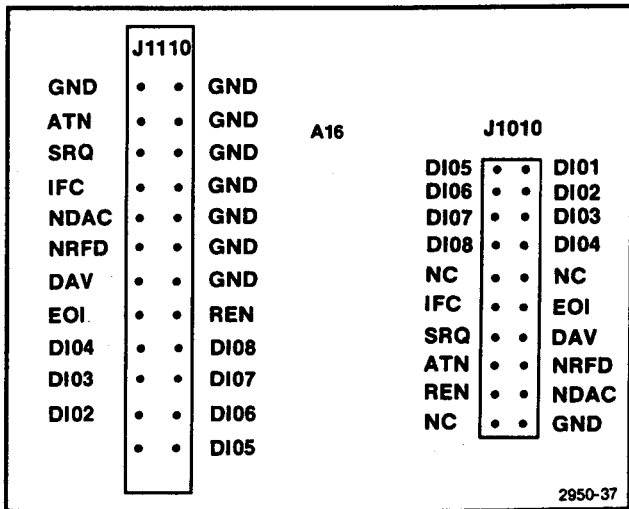 J1110
GND GND
ATN GND
SRQ GND
IFC GND
NDAC GND
NRFD GND
DAV GND
EOI REN
DI04 DI08
DI03 DI07
DI02 DI06
DI05
A16
J1010
DI05 DI01
DI06 DI02
DI07 DI03
DI08 DI04
NC NC
IFC EOI
SRQ DAV
ATN NRFD
REN NDAC
NC GND
2950-37